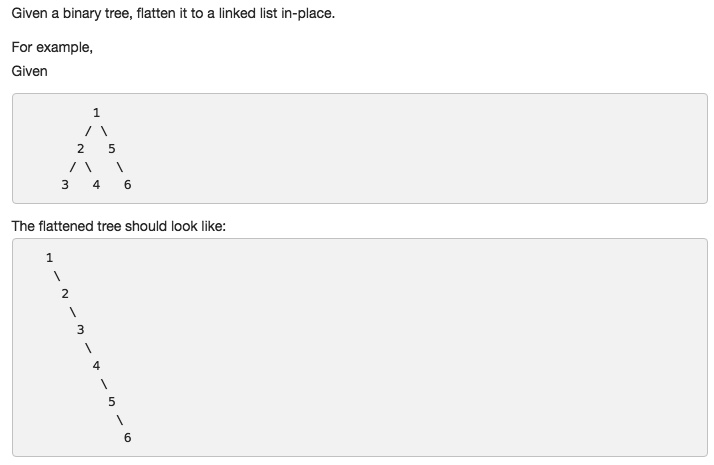 Given a binary tree, flatten it to a linked list in-place.
For example,
Given
1
/ \
2 5
/ \ \
3 4 6
The flattened tree should look like:
1
\
2
\
3
\
4
\
5
\
6